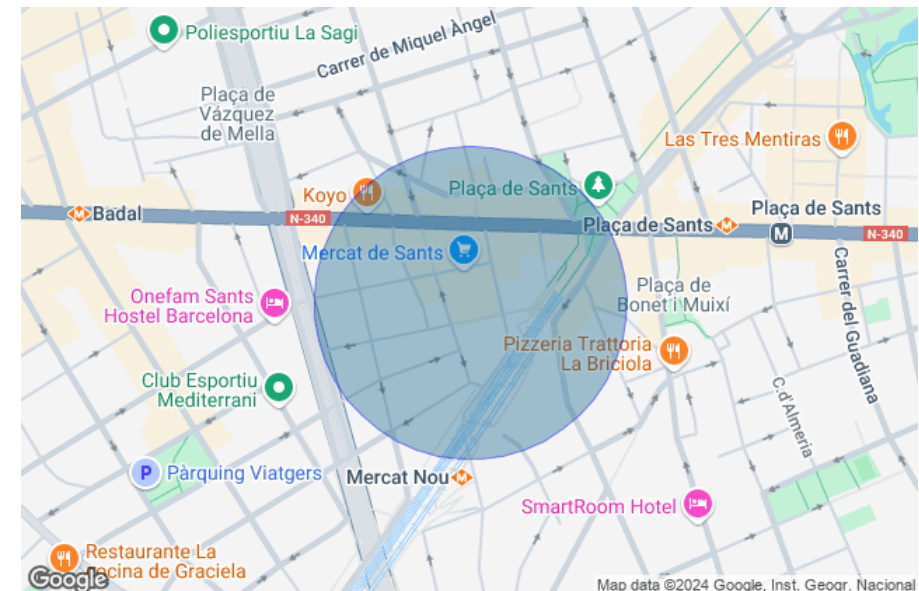 Poliesportiu La Sagi
Carrer de Miquel Àngel
Plaça de
Vázquez
de Mella
Las Tres Mentiras
Koyo
Plaça de Sants
Badal
N-340
Plaça de Sants
Plaça de Sants
M
N-340
Mercat de Sants
Onefam Sants
Hostel Barcelona
Plaça de
Bonet i Muixí
Carrer del Guadiana
Pizzeria Trattoria
La Briciola
Club Esportiu
Mediterrani
C.d'Almeria
P
Pàrquing Viatgers
Mercat Nou
SmartRoom Hotel
Restaurante La
ocina de Graciela
Google
Map data ©2024 Google, Inst. Geogr. Nacional